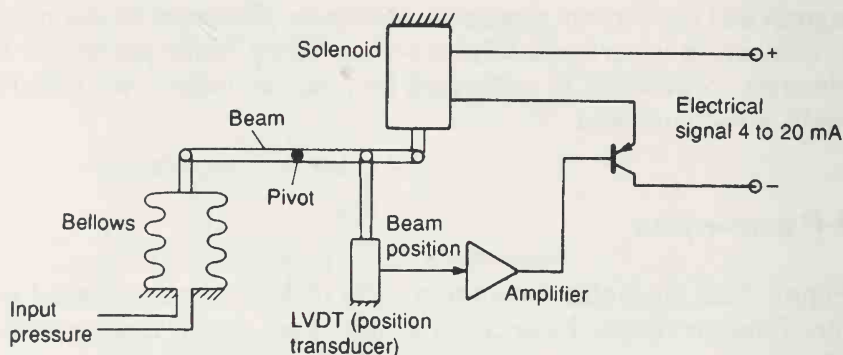 Solenoid
+
Electrical
signal 4 to 20 mA
Beam
Pivot
–
Bellows
Beam
position
Amplifier
Input
pressure
LVDT (position
transducer)